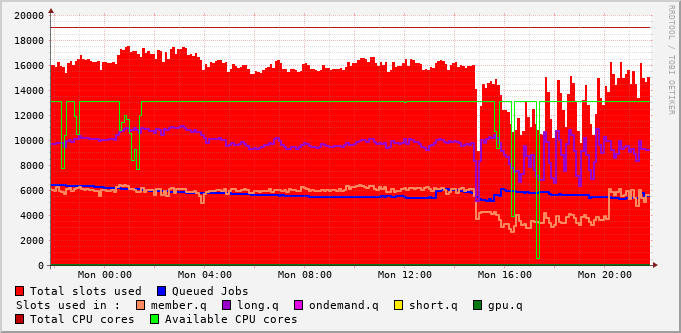 RRDTOOL / TOBI OETIKER
20000
18000
16000
14000
12000
10000
8000
6000
4000
2000
0
Mon 00:00 Mon 04:00 Mon 08:00 Mon 12:00 Mon 16:00 Mon 20:00
Total slots used Queued Jobs
Slots used in : member.q long.q ondemand.q short.q gpu.q
Total CPU cores Available CPU cores